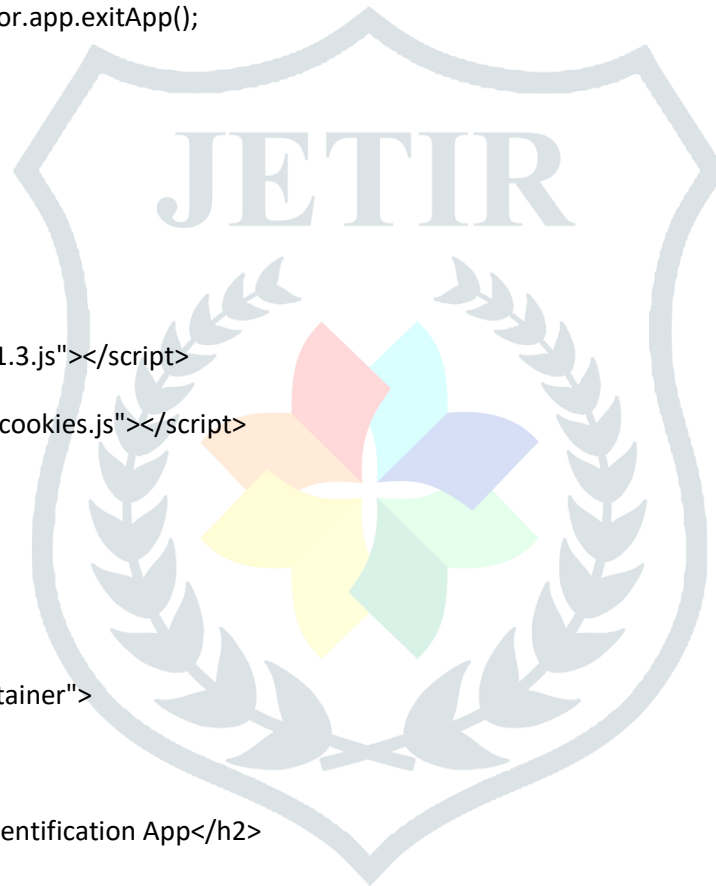 or.app.exitApp();
JETIR
1.3.js"></script>
cookies.js"></script>
tainer">
entification App</h2>